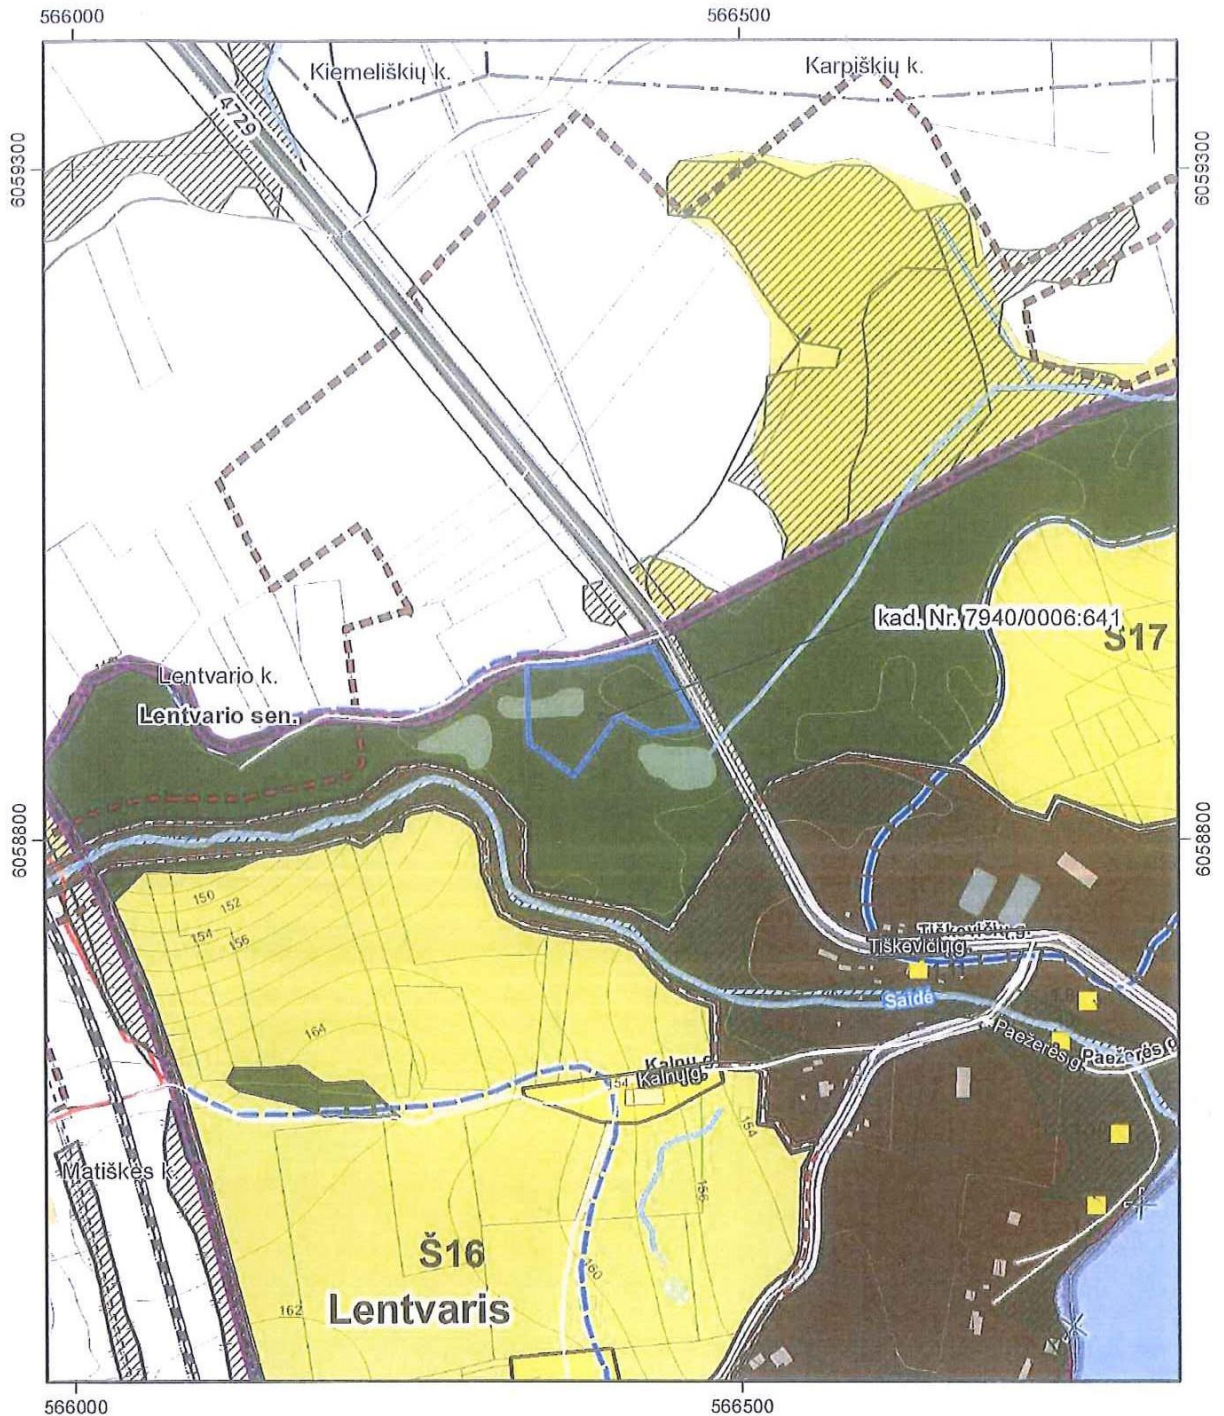 566000
566500
Kiemeliškių k.
Karpiškių k.
4729
6059300
6059300
kad. Nr. 7940/0006:641
Š17
Lentvario k.
Lentvario sen.
6058800
6058800
150
152
154
156
Tiškevičių g.
Tiškevičių g.
Saidė
164
Paežerės g.
Paežerės g.
Kalnų g.
Kalnų g.
154
154
Matiškės k.
156
Š16
160
162
Lentvaris
566000
566500